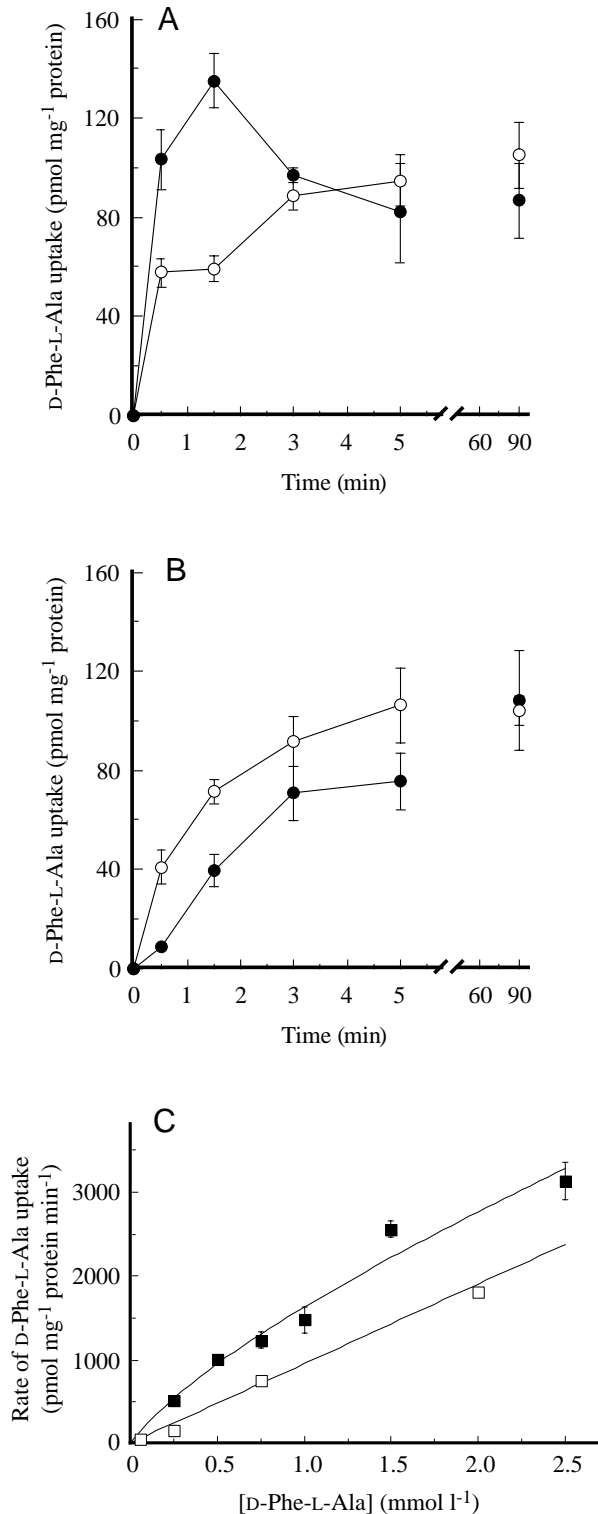 A
D-Phe-L-Ala uptake (pmol mg-1 protein)
160
120
80
40
0
0 1 2 3 4 5 60 90
Time (min)
B
D-Phe-L-Ala uptake (pmol mg-1 protein)
160
120
80
40
0
0 1 2 3 4 5 60 90
Time (min)
C
Rate of D-Phe-L-Ala uptake
(pmol mg-1 protein min-1)
3000
2000
1000
0
0 0.5 1.0 1.5 2.0 2.5
[D-Phe-L-Ala] (mmol l-1)